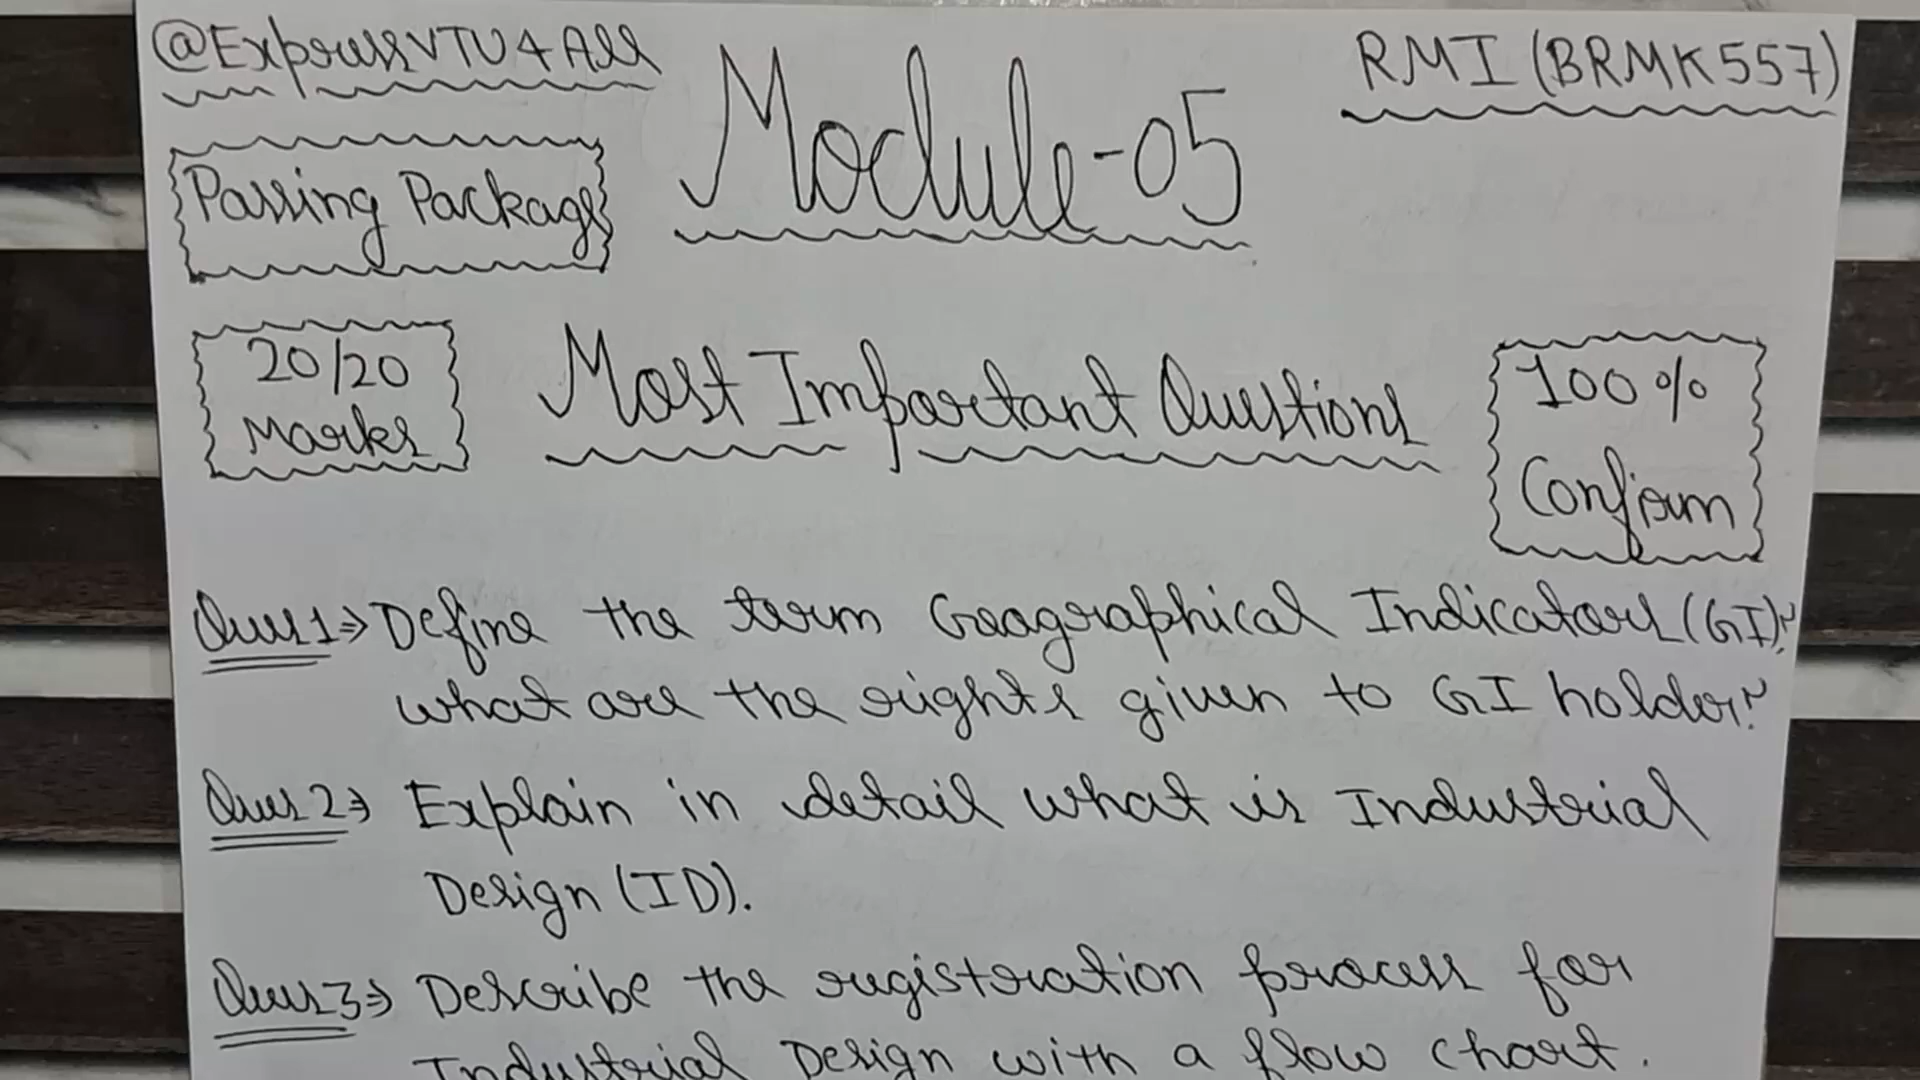 @ExpressVTU4All
RMI (BRMK557)
Module-05
Passing Package
20/20
Marks
Most Important Questions
100%
Confirm
Ques1⇒ Define the term Geographical Indicators (GI)?
what are the rights given to GI holder?
Ques2⇒ Explain in detail what is Industrial
Design (ID).
Ques3⇒ Describe the registration process for
Industrial Design with a flow chart.